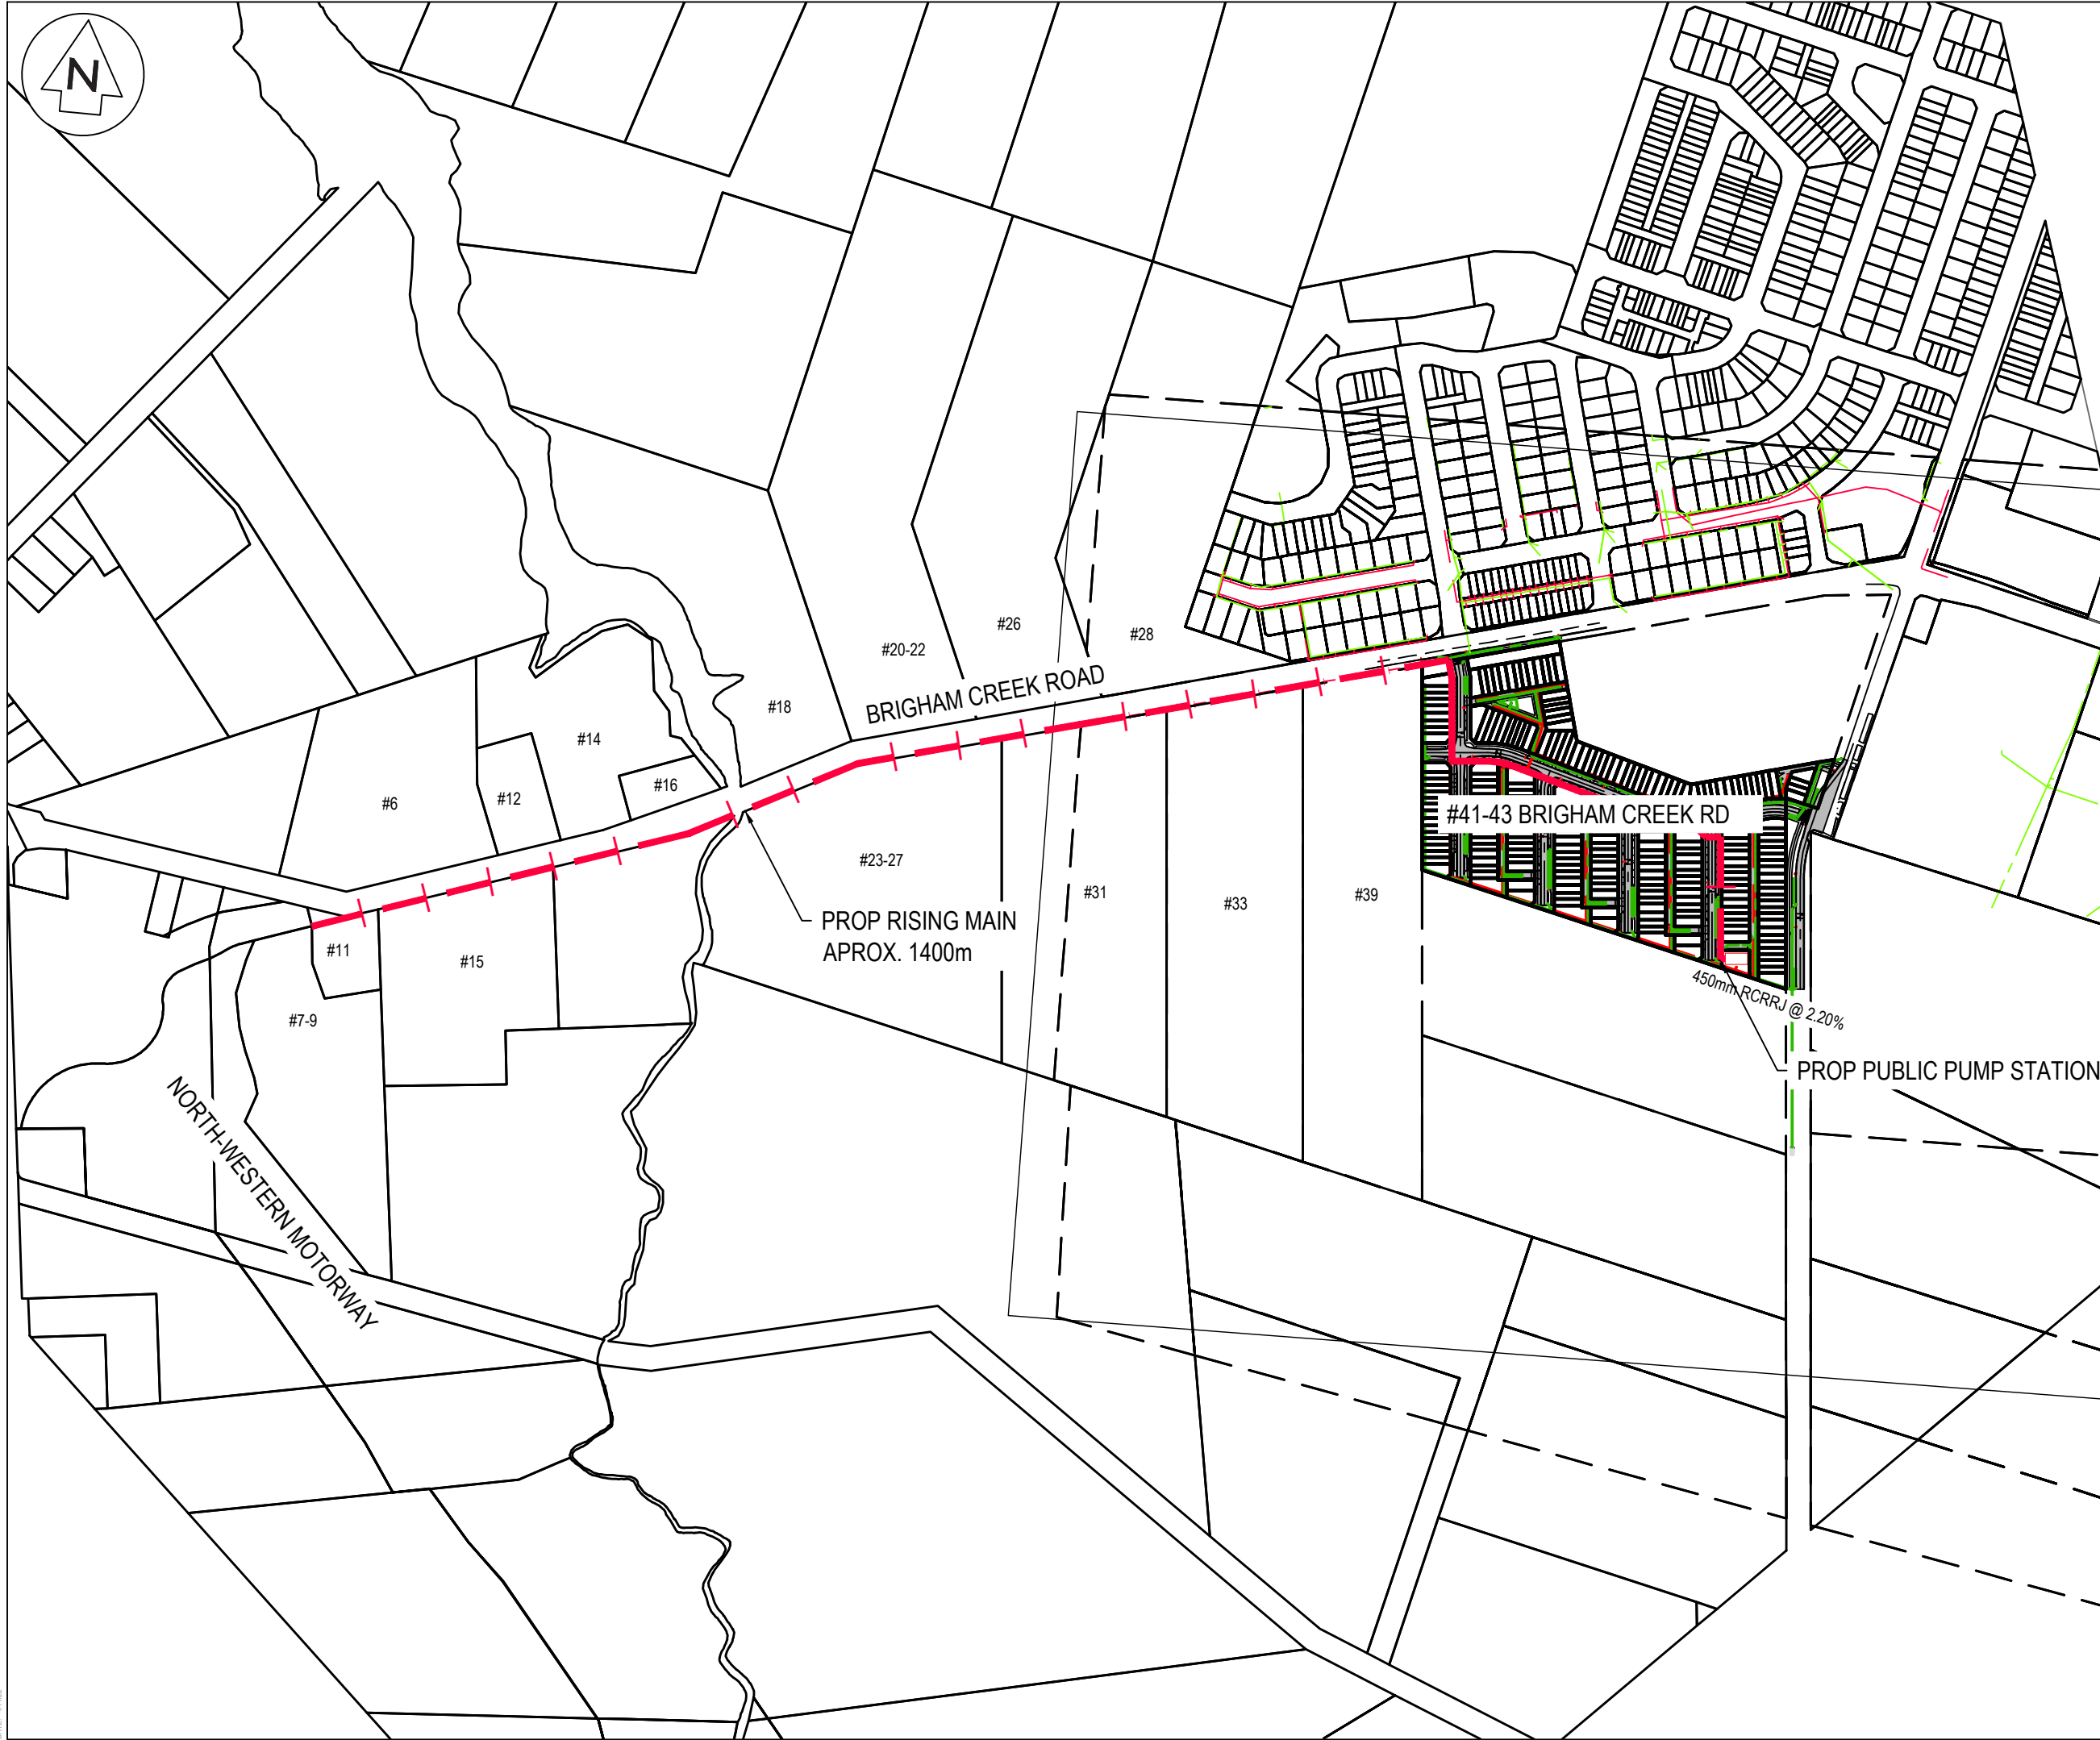 N
#26
#28
#20-22
BRIGHAM CREEK ROAD
#18
#14
#16
#12
#6
#41-43 BRIGHAM CREEK RD
#23-27
#31
#33
#39
PROP RISING MAIN
APROX. 1400m
#11
#15
#7-9
450mm RCRRJ @ 2.20%
PROP PUBLIC PUMP STATION
NORTH-WESTERN MOTORWAY